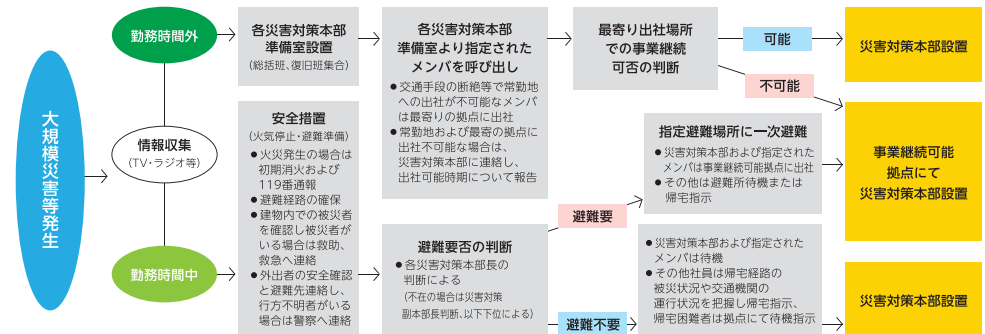 大規模災害等発生
勤務時間外
情報収集
(TV・ラジオ等)
勤務時間中
各災害対策本部
準備室設置
(総括班、復旧班集合)
各災害対策本部
準備室より指定された
メンバを呼び出し
●交通手段の断絶等で常勤地
への出社が不可能なメンバ
は最寄りの拠点に出社
●常勤地および最寄の拠点に
出社不可能な場合は、
災害対策本部に連絡し、
出社可能時期について報告
最寄り出社場所
での事業継続
可否の判断
可能
不可能
災害対策本部設置
安全措置
(火気停止・避難準備)
●火災発生の場合は
初期消火および
119番通報
●避難経路の確保
●建物内での被災者
を確認し被災者が
いる場合は救助、
救急へ連絡
●外出者の安全確認
と避難先連絡し、
行方不明者がいる
場合は警察へ連絡
避難要否の判断
●各災害対策本部長の
判断による
(不在の場合は災害対策
副本部長判断、以下下位による)
避難要
避難不要
指定避難場所に一次避難
●災害対策本部および指定された
メンバは事業継続可能拠点に出社
●その他は避難所待機または
帰宅指示
事業継続可能
拠点にて
災害対策本部設置
●災害対策本部および指定された
メンバは待機
●その他社員は帰宅経路の
被災状況や交通機関の
運行状況を把握し帰宅指示、
帰宅困難者は拠点にて待機指示
災害対策本部設置